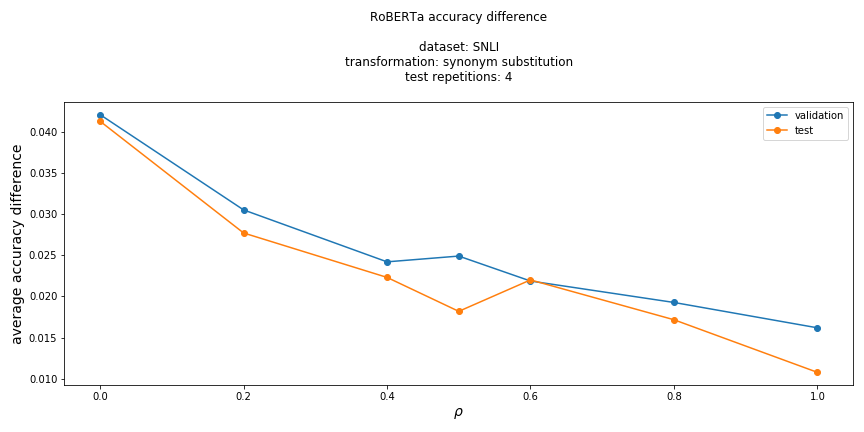 RoBERTa accuracy difference
dataset: SNLI
transformation: synonym substitution
test repetitions: 4
validation
test
average accuracy difference
0.040
0.035
0.030
0.025
0.020
0.015
0.010
0.0 0.2 0.4 0.6 0.8 1.0
ρ